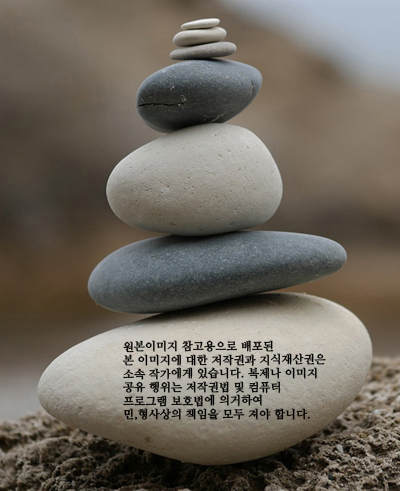 원본이미지 참고용으로 배포된
본 이미지에 대한 저작권과 지식재산권은
소속 작가에게 있습니다. 복제나 이미지
공유 행위는 저작권법 및 컴퓨터
프로그램 보호법에 의거하여
민,형사상의 책임을 모두 져야 합니다.